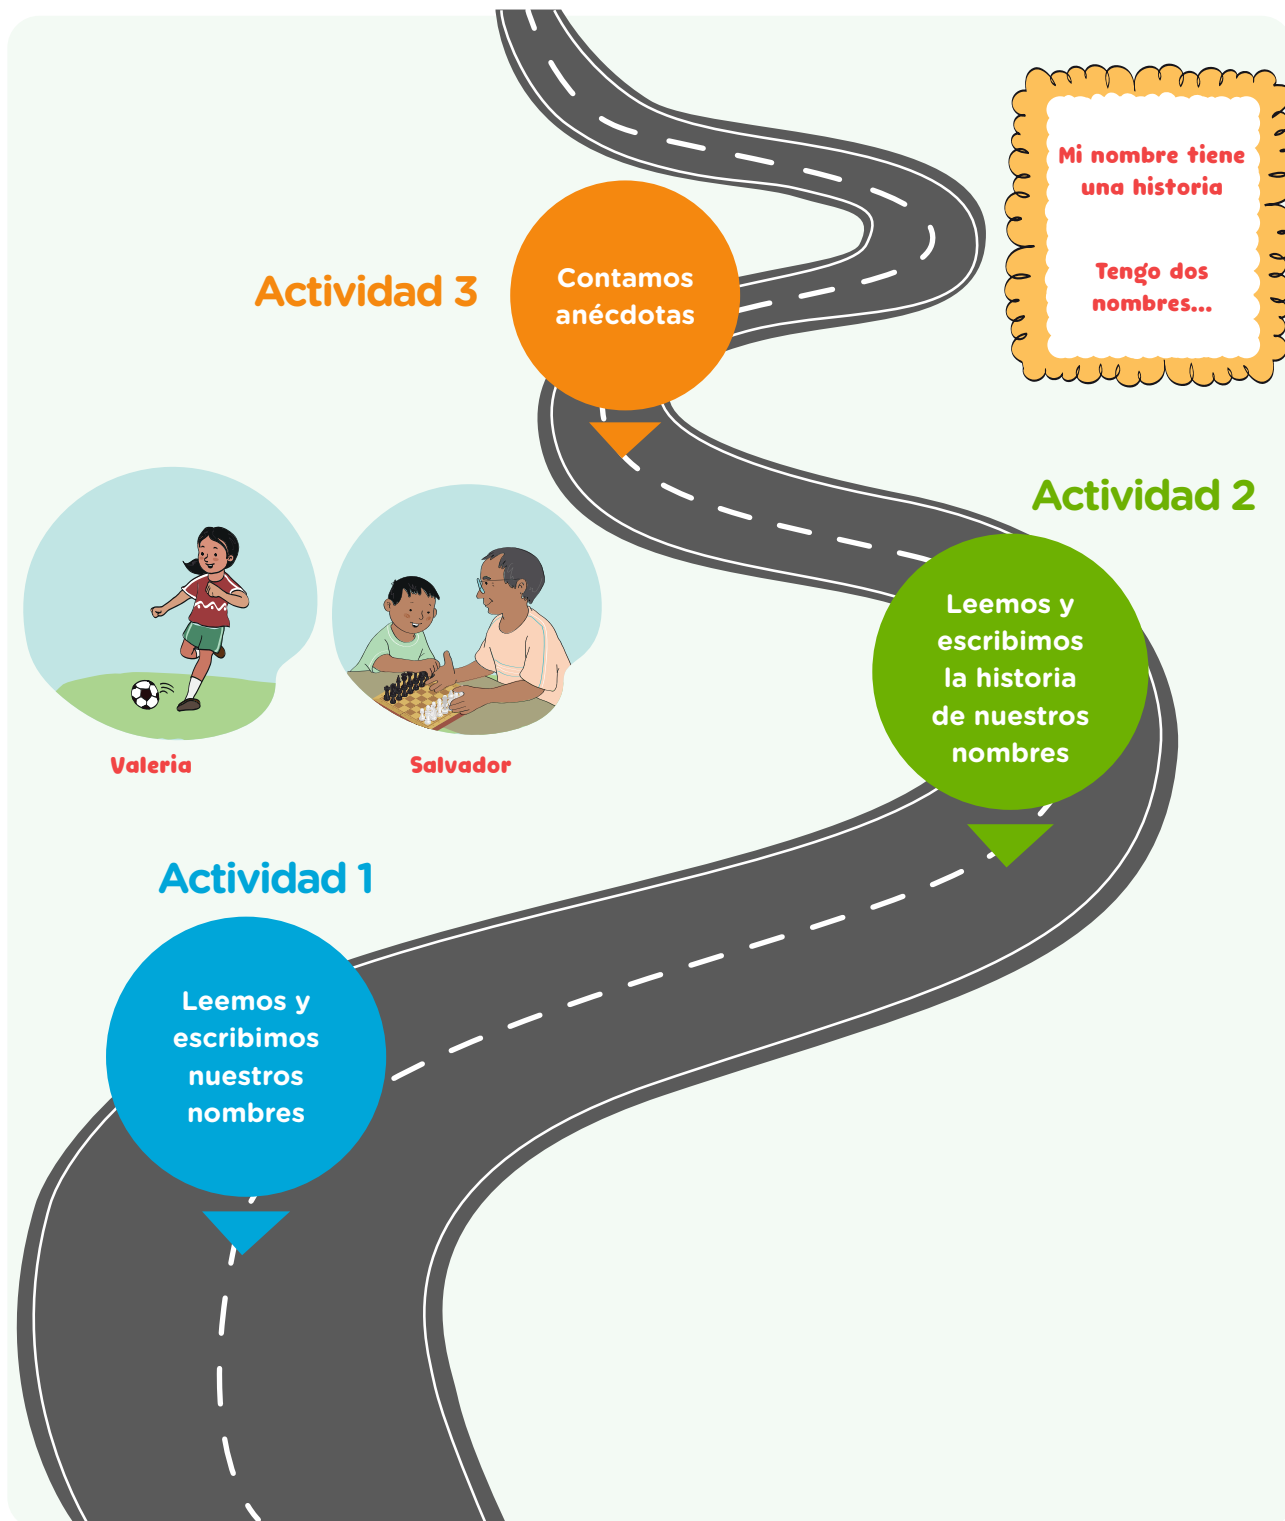 Mi nombre tiene
una historia
Tengo dos
nombres...
Actividad 3
Contamos
anécdotas
Actividad 2
Leemos y
escribimos
la historia
de nuestros
nombres
Valeria
Salvador
Actividad 1
Leemos y
escribimos
nuestros
nombres